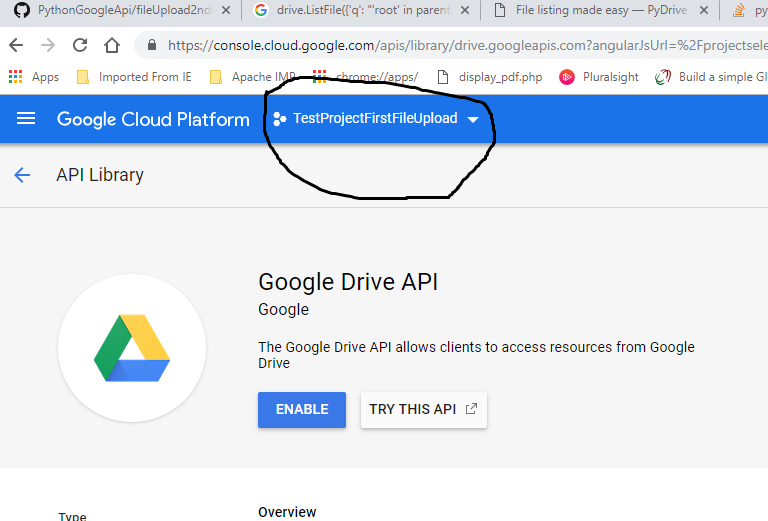 PythonGoogleApi/fileUpload2nd
drive.ListFile({'q': "'root' in parent
File listing made easy — PyDrive
py
https://console.cloud.google.com/apis/library/drive.googleapis.com?angularJsUrl=%2Fprojectsele
Apps Imported From IE Apache IMP chrome://apps/ display_pdf.php Pluralsight Build a simple GI
Google Cloud Platform TestProjectFirstFileUpload
API Library
Google Drive API
Google
The Google Drive API allows clients to access resources from Google
Drive
ENABLE TRY THIS API
Type Overview